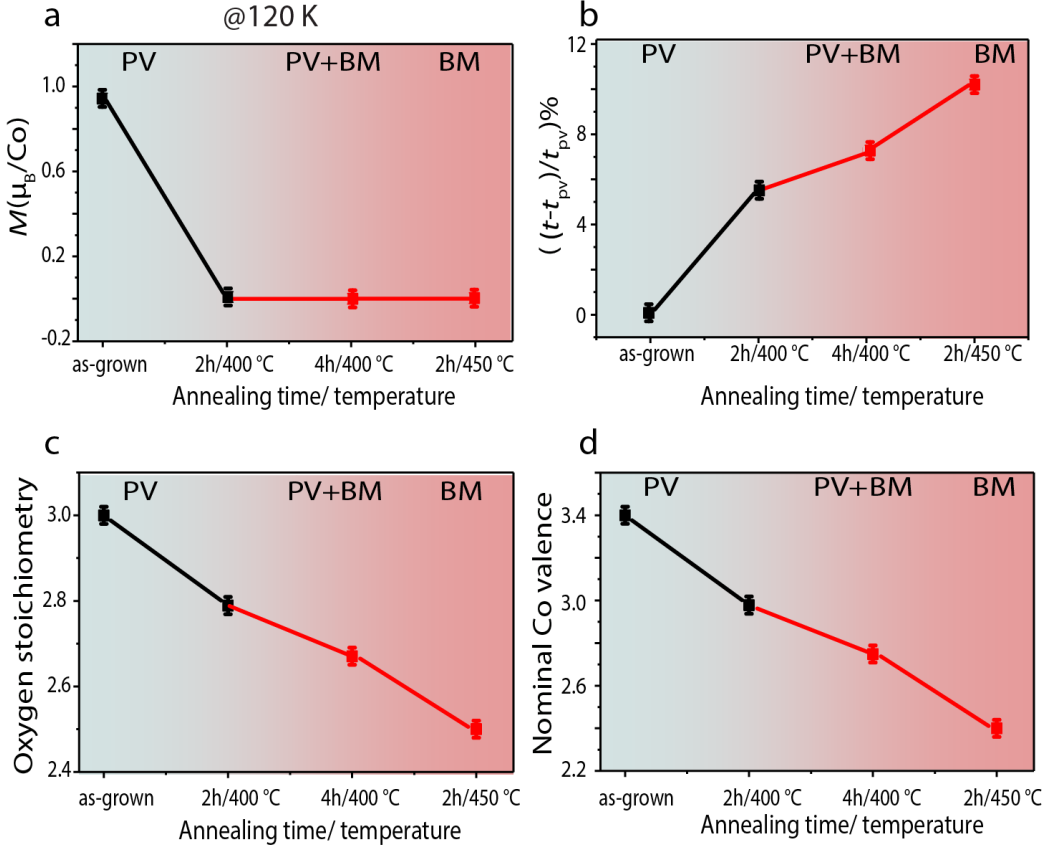 a
@120 K
PV
PV+BM
BM
1.0
0.6
0.2
-0.2
M(μB/Co)
as-grown
2h/400 °C
4h/400 °C
2h/450 °C
Annealing time/ temperature
b
PV
PV+BM
BM
12
8
4
0
( (t-tpv)/tpv)%
as-grown
2h/400 °C
4h/400 °C
2h/450 °C
Annealing time/ temperature
c
PV
PV+BM
BM
3.0
2.8
2.6
2.4
Oxygen stoichiometry
as-grown
2h/400 °C
4h/400 °C
2h/450 °C
Annealing time/ temperature
d
PV
PV+BM
BM
3.4
3.0
2.6
2.2
Nominal Co valence
as-grown
2h/400 °C
4h/400 °C
2h/450 °C
Annealing time/ temperature